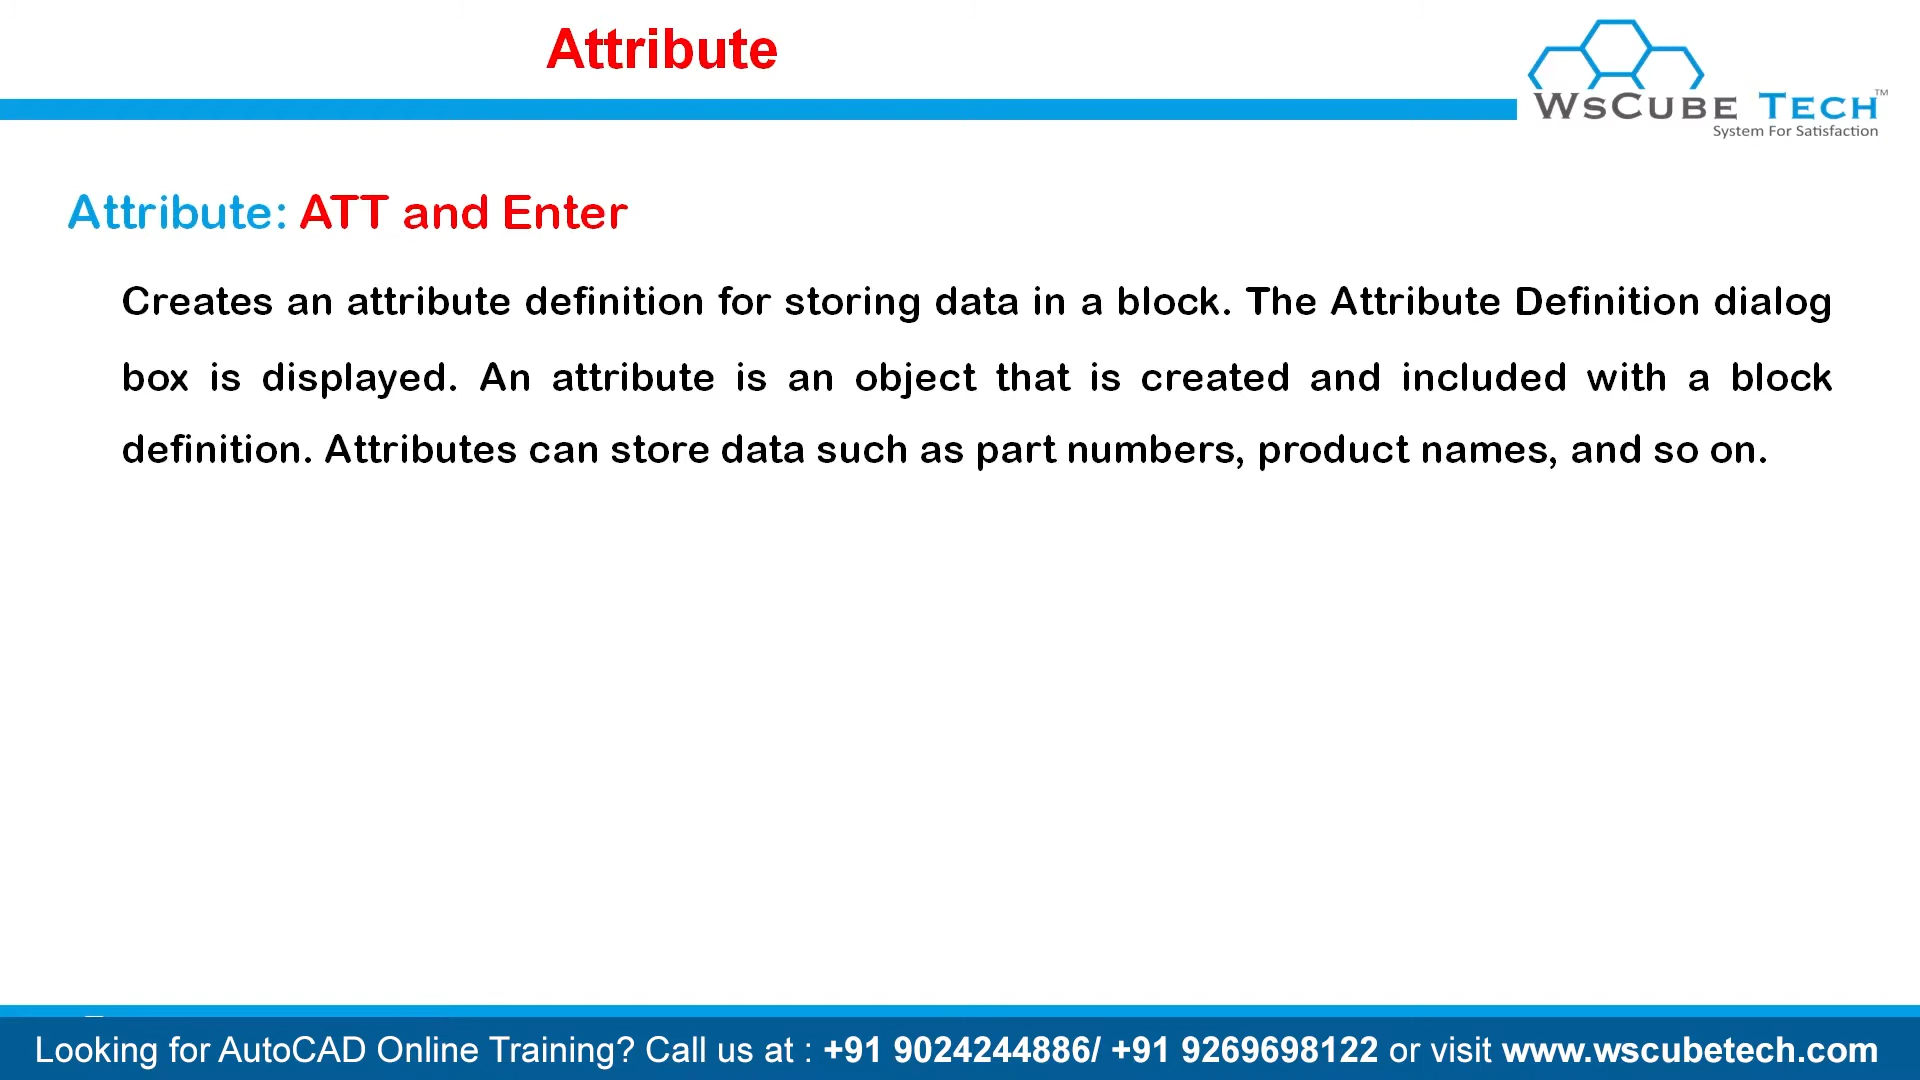 Attribute
WSCUBE TECH™
System For Satisfaction
Attribute: ATT and Enter
Creates an attribute definition for storing data in a block. The Attribute Definition dialog
box is displayed. An attribute is an object that is created and included with a block
definition. Attributes can store data such as part numbers, product names, and so on.
Looking for AutoCAD Online Training? Call us at : +91 9024244886/ +91 9269698122 or visit www.wscubetech.com